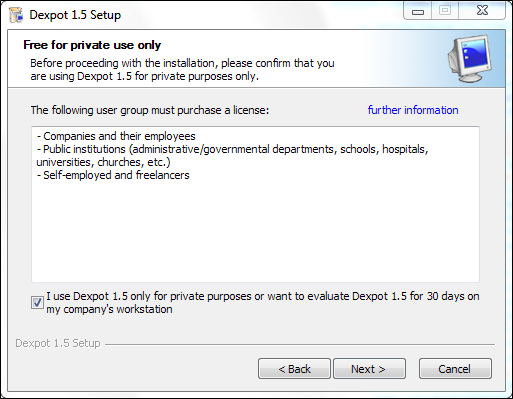 Dexpot 1.5 Setup
Free for private use only
Before proceeding with the installation, please confirm that you
are using Dexpot 1.5 for private purposes only.
The following user group must purchase a license: further information
- Companies and their employees
- Public institutions (administrative/governmental departments, schools, hospitals,
universities, churches, etc.)
- Self-employed and freelancers
I use Dexpot 1.5 only for private purposes or want to evaluate Dexpot 1.5 for 30 days on
my company's workstation
Dexpot 1.5 Setup
< Back Next > Cancel